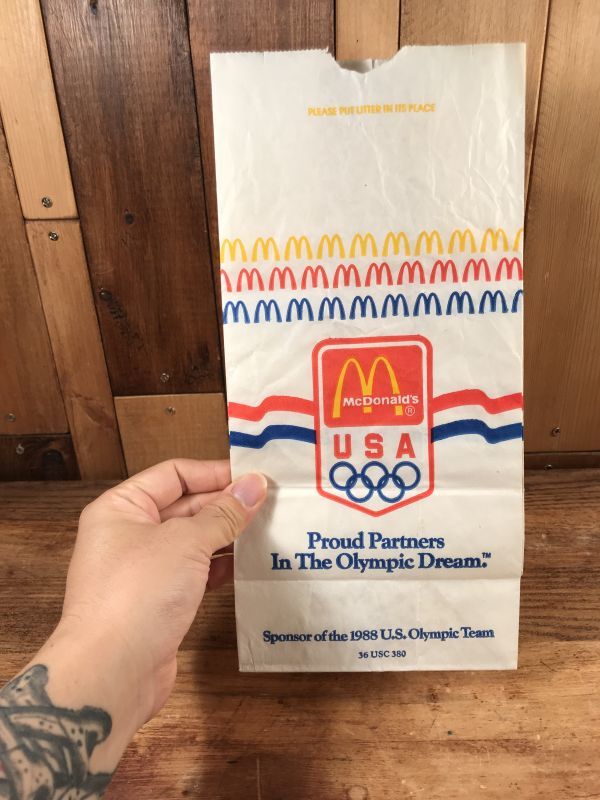 PLEASE PUT LITTER IN ITS PLACE
McDonald's
®
USA
Proud Partners
In The Olympic Dream.™
Sponsor of the 1988 U.S. Olympic Team
36 USC 380